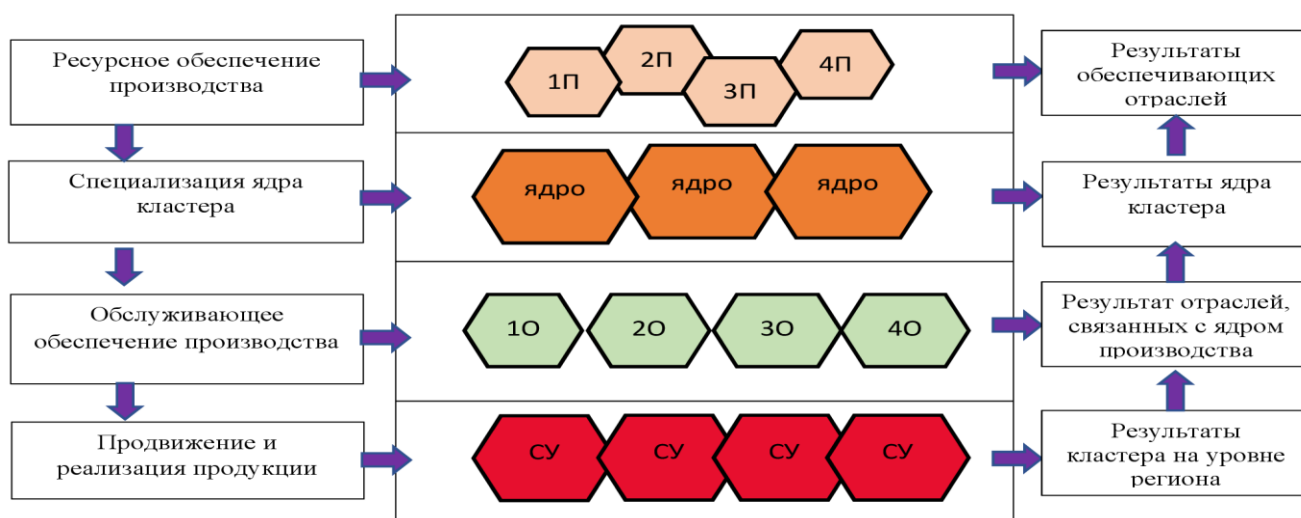 Ресурсное обеспечение
производства
1П
2П
3П
4П
Результаты
обеспечивающих
отраслей
Специализация ядра
кластера
ядро
ядро
ядро
Результаты ядра
кластера
Обслуживающее
обеспечение производства
1О
2О
3О
4О
Результат отраслей,
связанных с ядром
производства
Продвижение и
реализация продукции
СУ
СУ
СУ
СУ
Результаты
кластера на уровне
региона